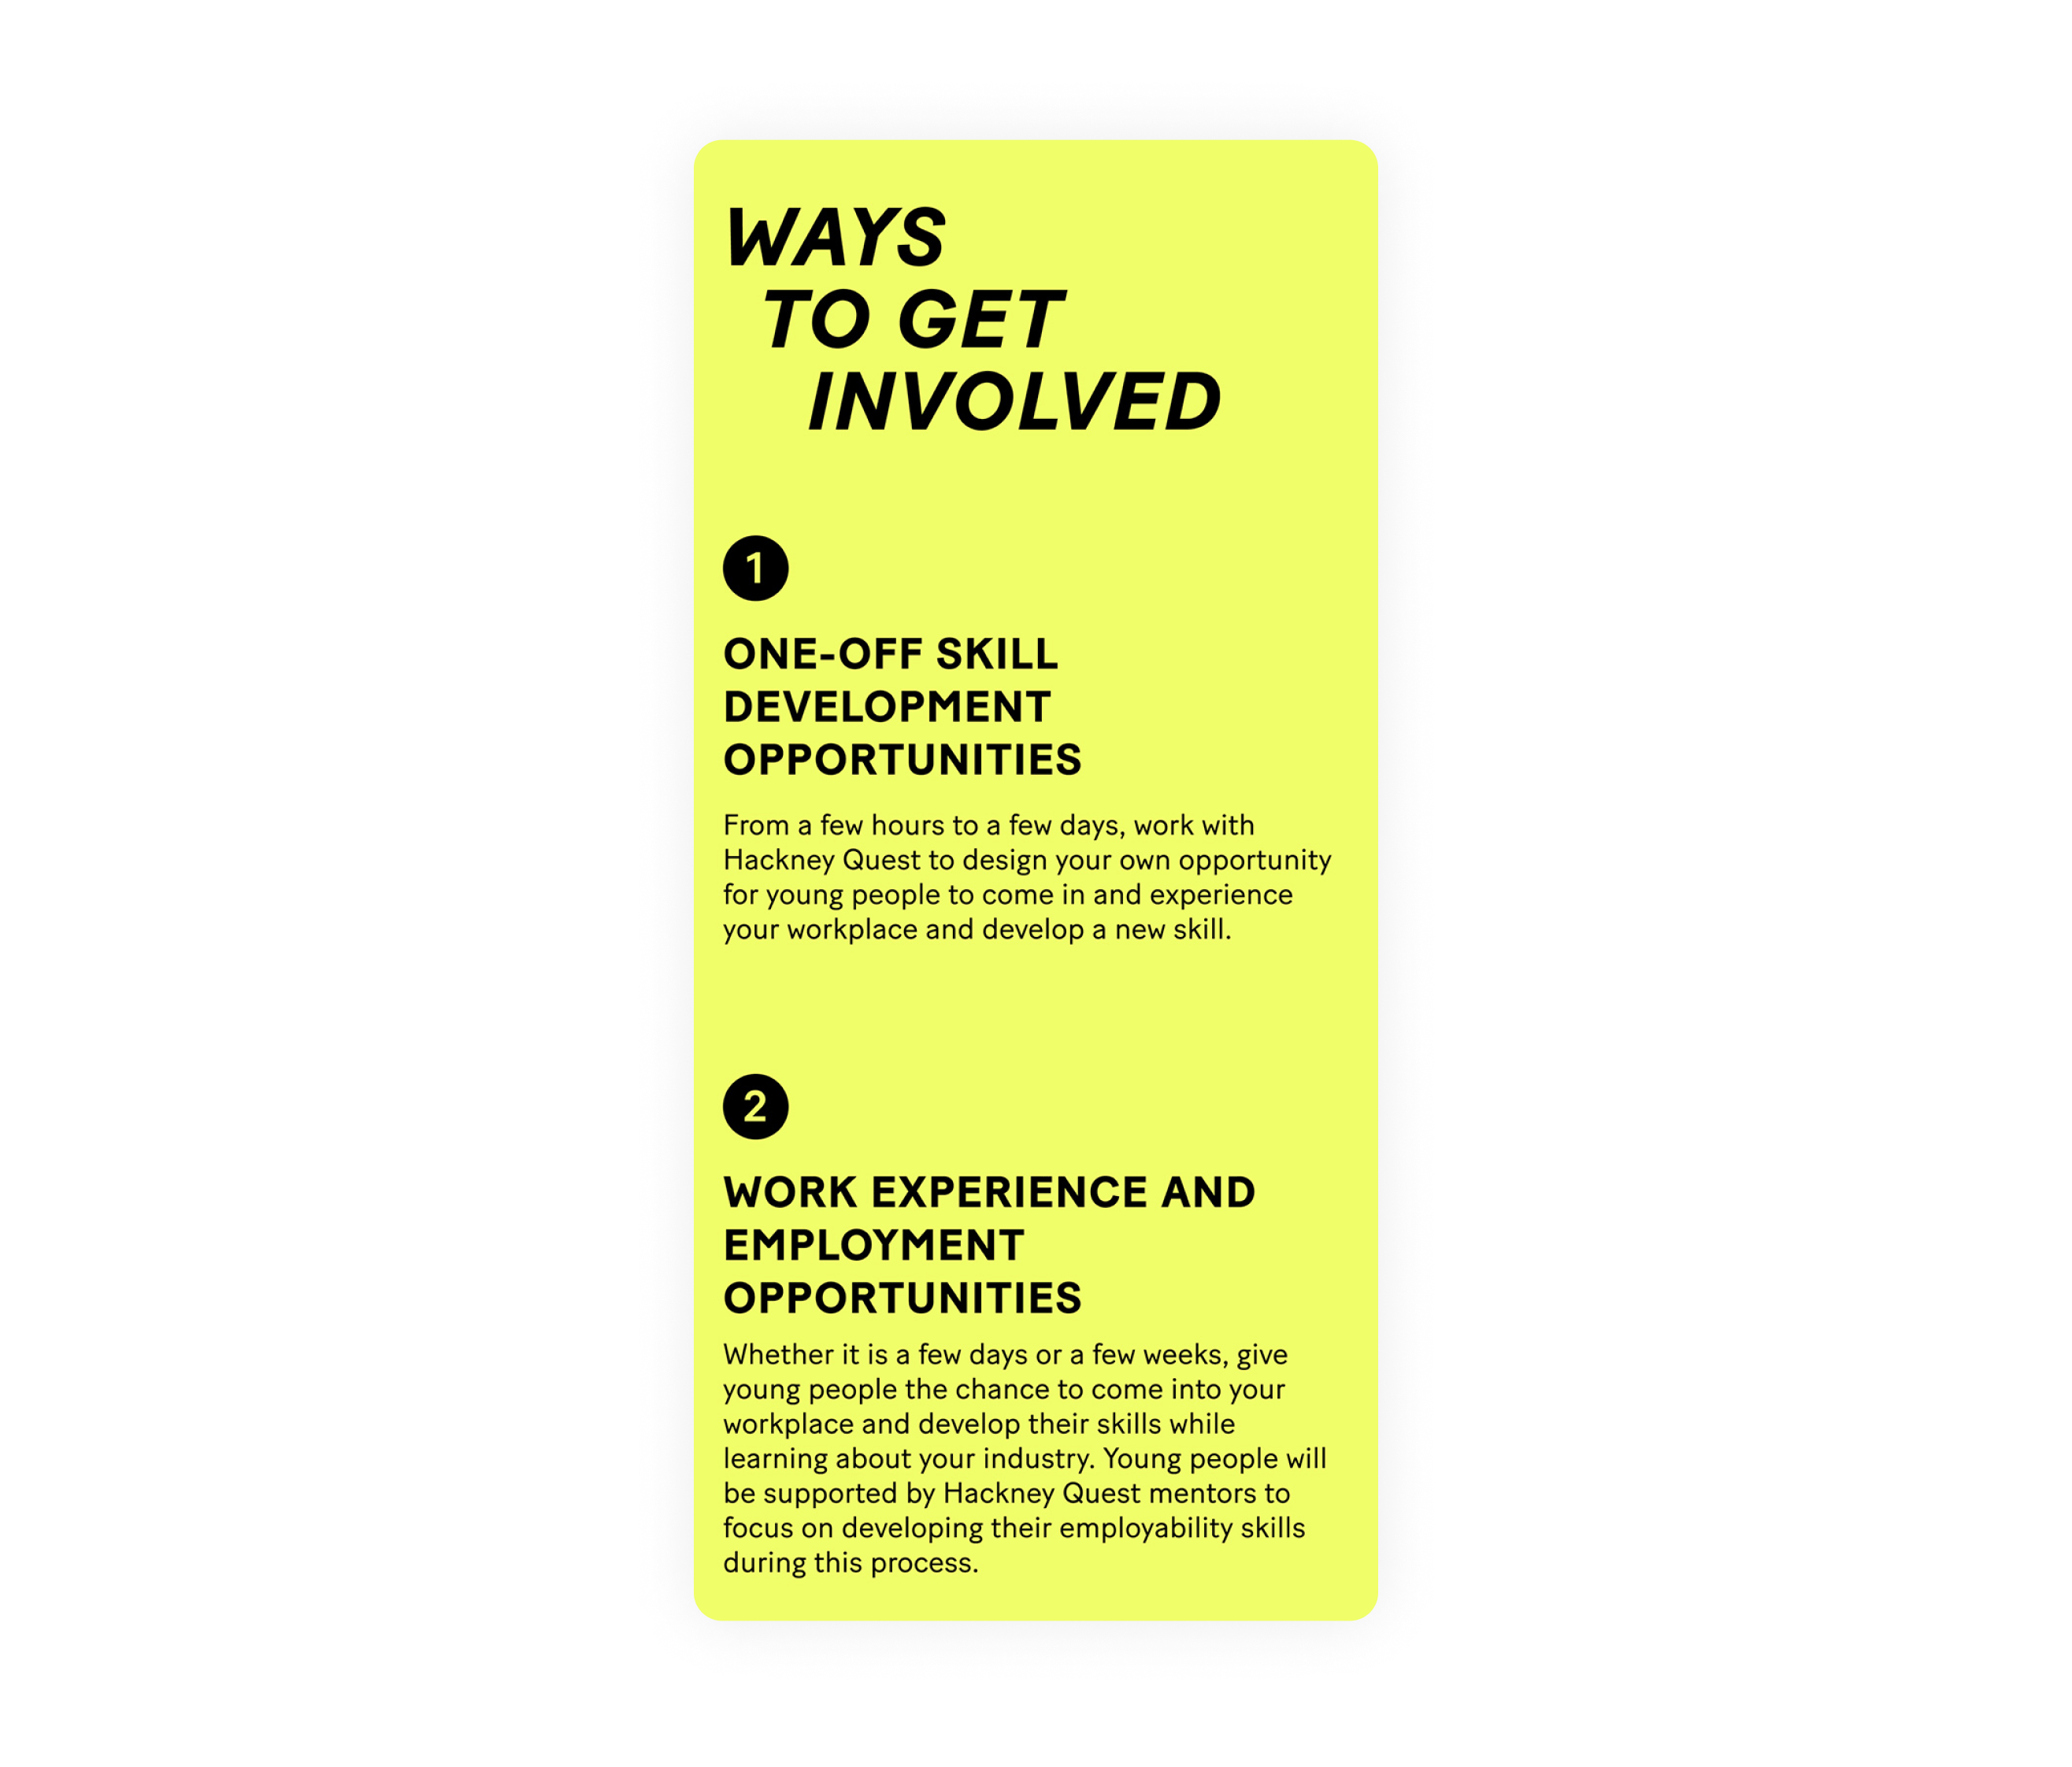 WAYS
TO GET
INVOLVED
1
ONE-OFF SKILL
DEVELOPMENT
OPPORTUNITIES
From a few hours to a few days, work with
Hackney Quest to design your own opportunity
for young people to come in and experience
your workplace and develop a new skill.
2
WORK EXPERIENCE AND
EMPLOYMENT
OPPORTUNITIES
Whether it is a few days or a few weeks, give
young people the chance to come into your
workplace and develop their skills while
learning about your industry. Young people will
be supported by Hackney Quest mentors to
focus on developing their employability skills
during this process.